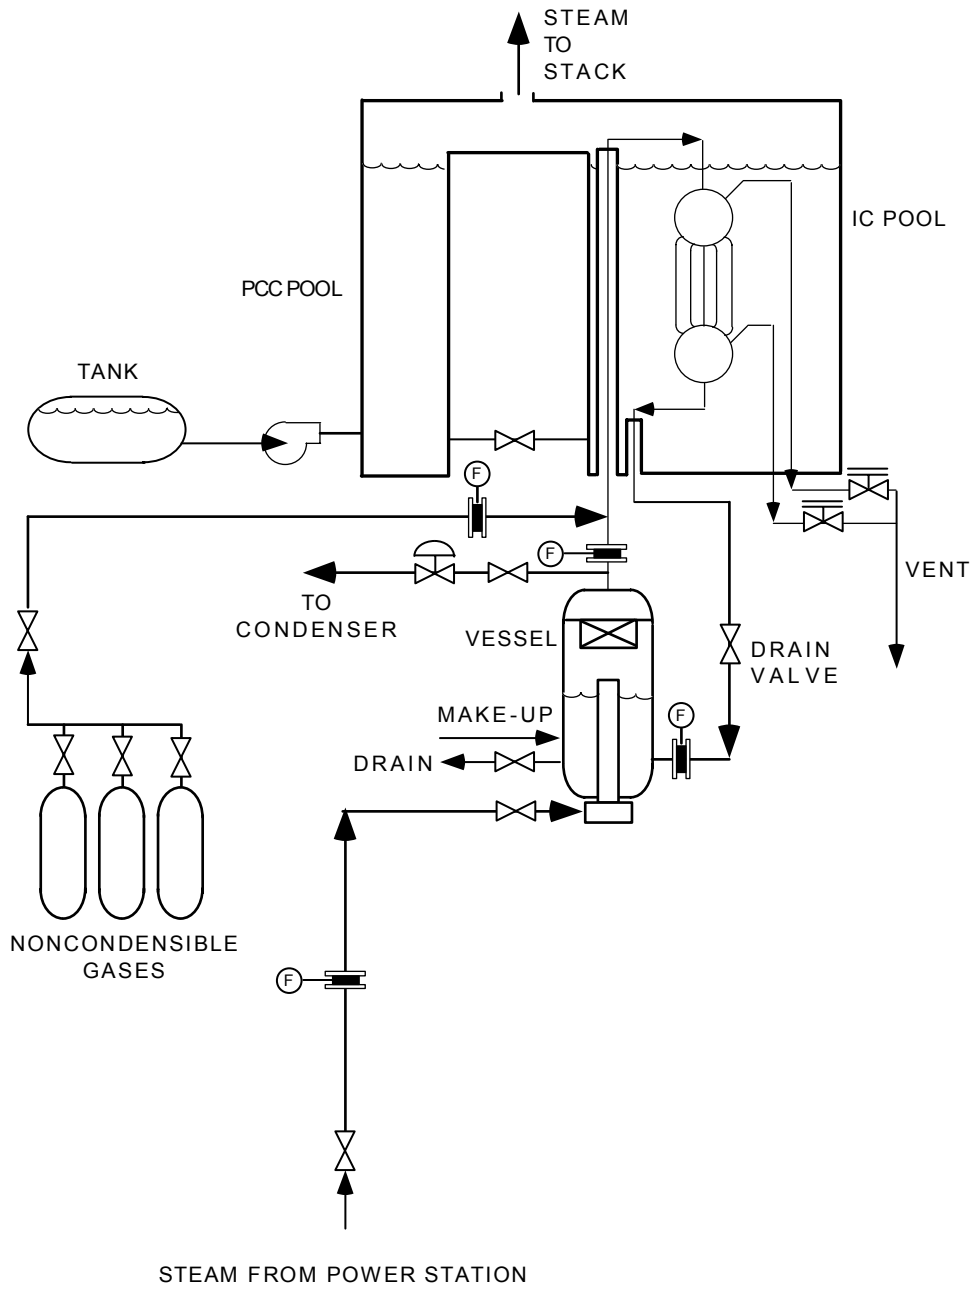 STEAM
TO
STACK
IC POOL
PCC POOL
TANK
F
F
TO
CONDENSER
VENT
VESSEL
DRAIN
VALVE
MAKE-UP
F
DRAIN
NONCONDENSIBLE
GASES
F
STEAM FROM POWER STATION